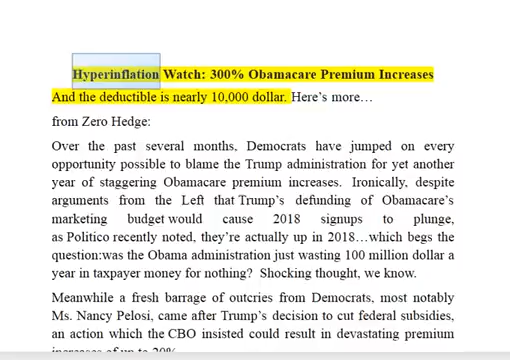 Hyperinflation Watch: 300% Obamacare Premium Increases
And the deductible is nearly 10,000 dollar. Here’s more…
from Zero Hedge:
Over the past several months, Democrats have jumped on every
opportunity possible to blame the Trump administration for yet another
year of staggering Obamacare premium increases. Ironically, despite
arguments from the Left that Trump’s defunding of Obamacare’s
marketing budget would cause 2018 signups to plunge,
as Politico recently noted, they’re actually up in 2018…which begs the
question:was the Obama administration just wasting 100 million dollar a
year in taxpayer money for nothing? Shocking thought, we know.
Meanwhile a fresh barrage of outcries from Democrats, most notably
Ms. Nancy Pelosi, came after Trump’s decision to cut federal subsidies,
an action which the CBO insisted could result in devastating premium
increases of up to 20%